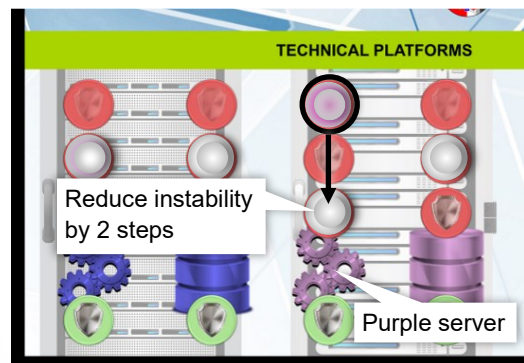 TECHNICAL PLATFORMS
Reduce instability
by 2 steps
Purple server